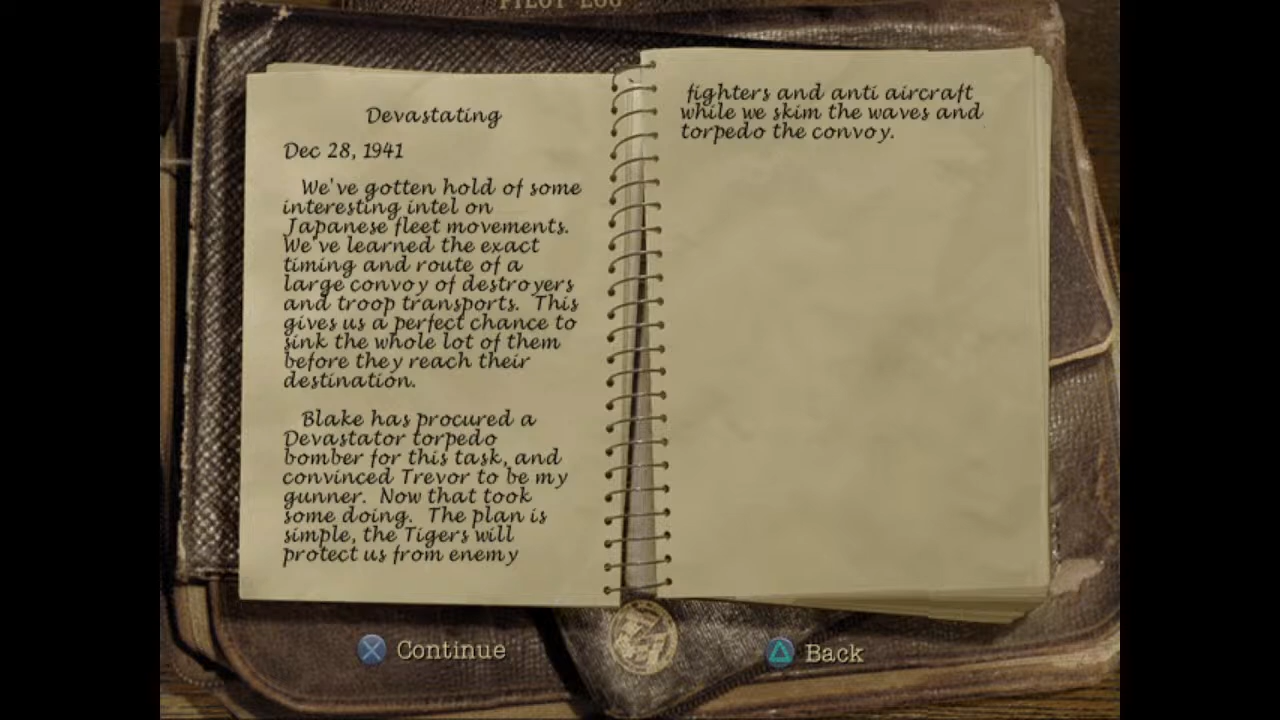 PILOT LOG
Devastating
Dec 28, 1941
We've gotten hold of some
interesting intel on
Japanese fleet movements.
We've learned the exact
timing and route of a
large convoy of destroyers
and troop transports. This
gives us a perfect chance to
sink the whole lot of them
before they reach their
destination.
Blake has procured a
Devastator torpedo
bomber for this task, and
convinced Trevor to be my
gunner. Now that took
some doing. The plan is
simple, the Tigers will
protect us from enemy
fighters and anti aircraft
while we skim the waves and
torpedo the convoy.
Continue
Back